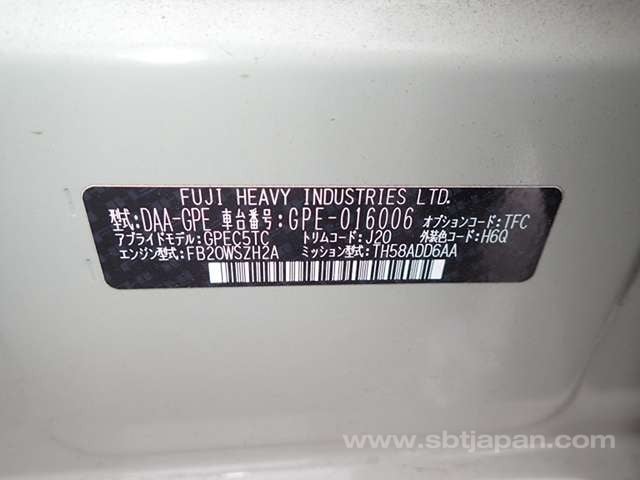 FUJI HEAVY INDUSTRIES LTD.
型式:DAA-GPE 車台番号:GPE-016006 オプションコード:TFC
アプライドモデル:GPEC5TC トリムコード:J20 外装色コード:H6Q
エンジン型式:FB20WSZH2A ミッション型式:TH58ADD6AA
www.sbtjapan.com